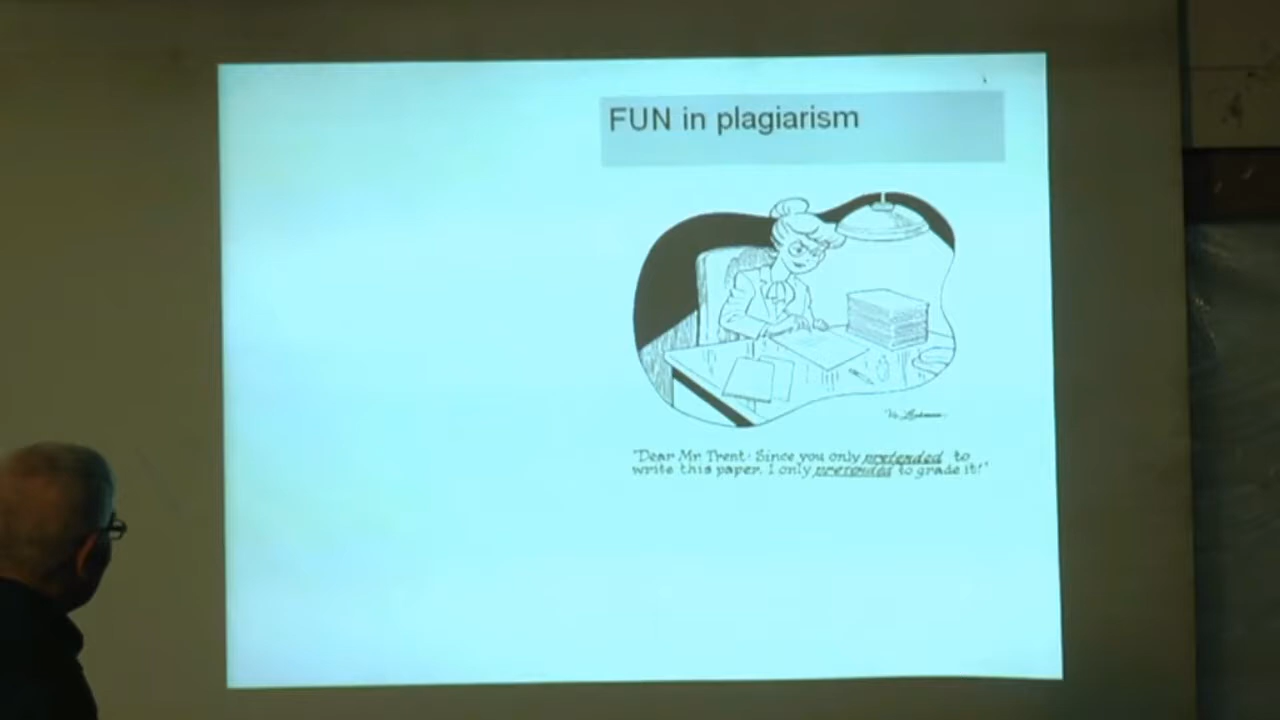 FUN in plagiarism
"Dear Mr. Trent: Since you only pretended to
write this paper, I only pretended to grade it!"